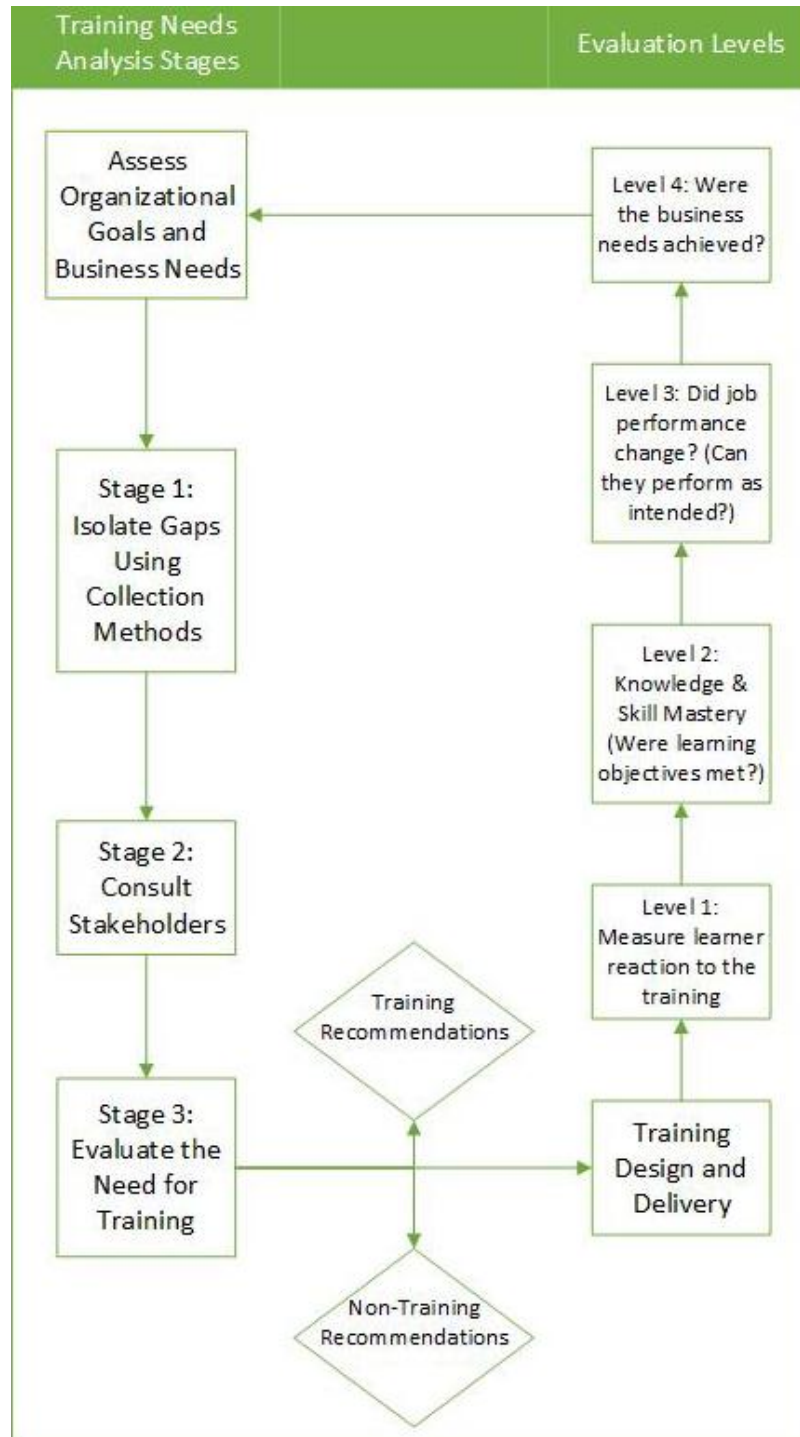 Training Needs
Analysis Stages
Evaluation Levels
Assess
Organizational
Goals and
Business Needs
Stage 1:
Isolate Gaps
Using
Collection
Methods
Stage 2:
Consult
Stakeholders
Stage 3:
Evaluate the
Need for
Training
Training
Recommendations
Non-Training
Recommendations
Training
Design and
Delivery
Level 1:
Measure learner
reaction to the
training
Level 2:
Knowledge &
Skill Mastery
(Were learning
objectives met?)
Level 3: Did job
performance
change? (Can
they perform as
intended?)
Level 4: Were
the business
needs achieved?